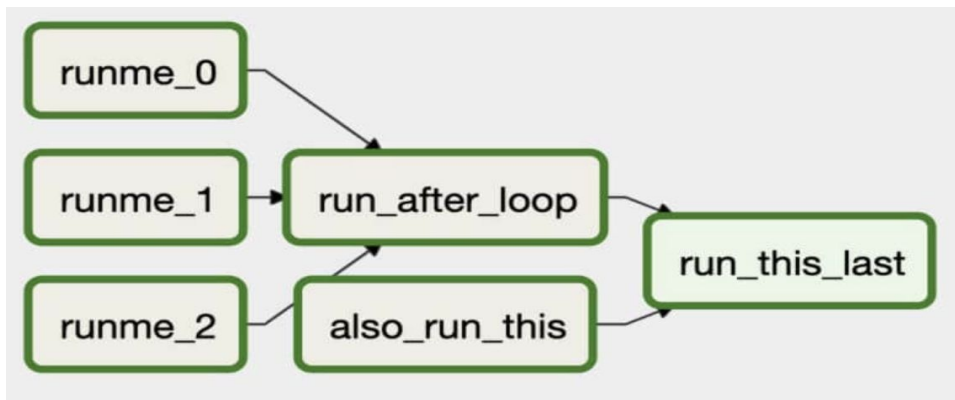 runme_0
runme_1
run_after_loop
run_this_last
runme_2
also_run_this